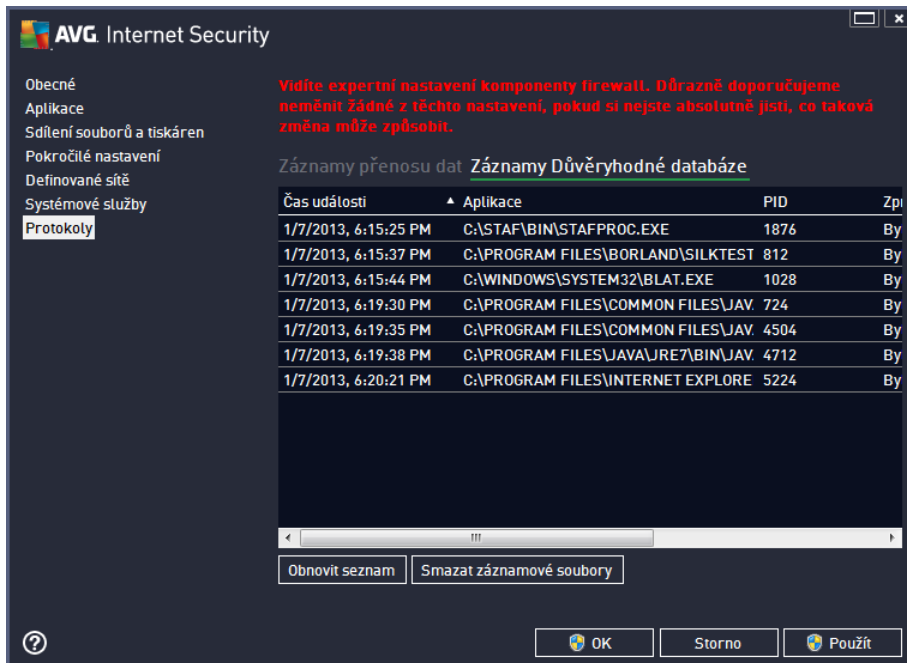 AVG. Internet Security
Obecné
Aplikace
Sdílení souborů a tiskáren
Pokročilé nastavení
Definované sítě
Systémové služby
Protokoly
Vidíte expertní nastavení komponenty firewall. Důrazně doporučujeme
neměnit žádné z těchto nastavení, pokud si nejste absolutně jisti, co taková
změna může způsobit.
Záznamy přenosu dat Záznamy Důvěryhodné databáze
Čas události Aplikace PID Zpr
1/7/2013, 6:15:25 PM C:\STAF\BIN\STAFPROC.EXE 1876 By
1/7/2013, 6:15:37 PM C:\PROGRAM FILES\BORLAND\SILKTEST 812 By
1/7/2013, 6:15:44 PM C:\WINDOWS\SYSTEM32\BLAT.EXE 1028 By
1/7/2013, 6:19:30 PM C:\PROGRAM FILES\COMMON FILES\JAV. 724 By
1/7/2013, 6:19:35 PM C:\PROGRAM FILES\COMMON FILES\JAV. 4504 By
1/7/2013, 6:19:38 PM C:\PROGRAM FILES\JAVA\JRE7\BIN\JAV. 4712 By
1/7/2013, 6:20:21 PM C:\PROGRAM FILES\INTERNET EXPLORE 5224 By
Obnovit seznam Smazat záznamové soubory
OK Storno Použít